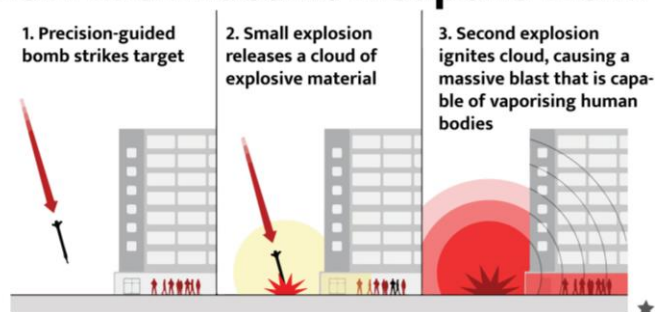 1. Precision-guided
bomb strikes target
2. Small explosion
releases a cloud of
explosive material
3. Second explosion
ignites cloud, causing a
massive blast that is capa-
ble of vaporising human
bodies